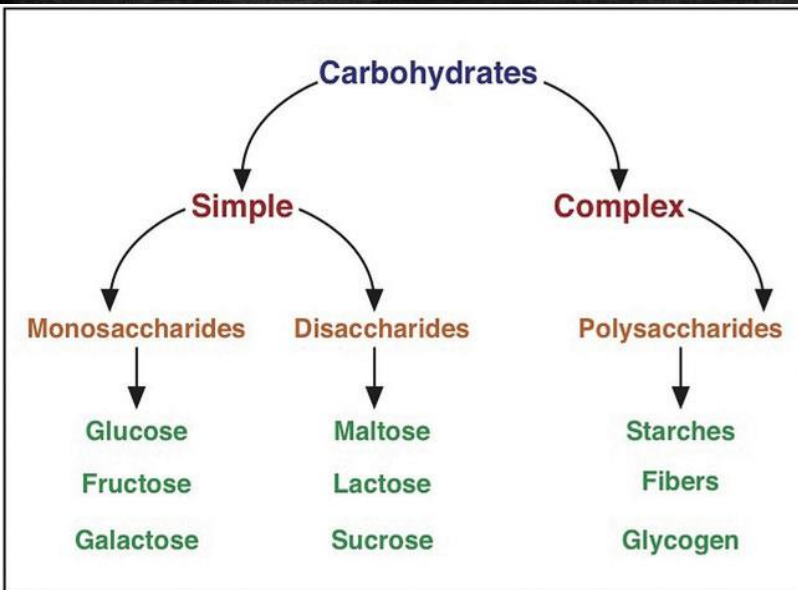 Carbohydrates
Simple
Complex
Monosaccharides
Disaccharides
Polysaccharides
Glucose
Maltose
Starches
Fructose
Lactose
Fibers
Galactose
Sucrose
Glycogen